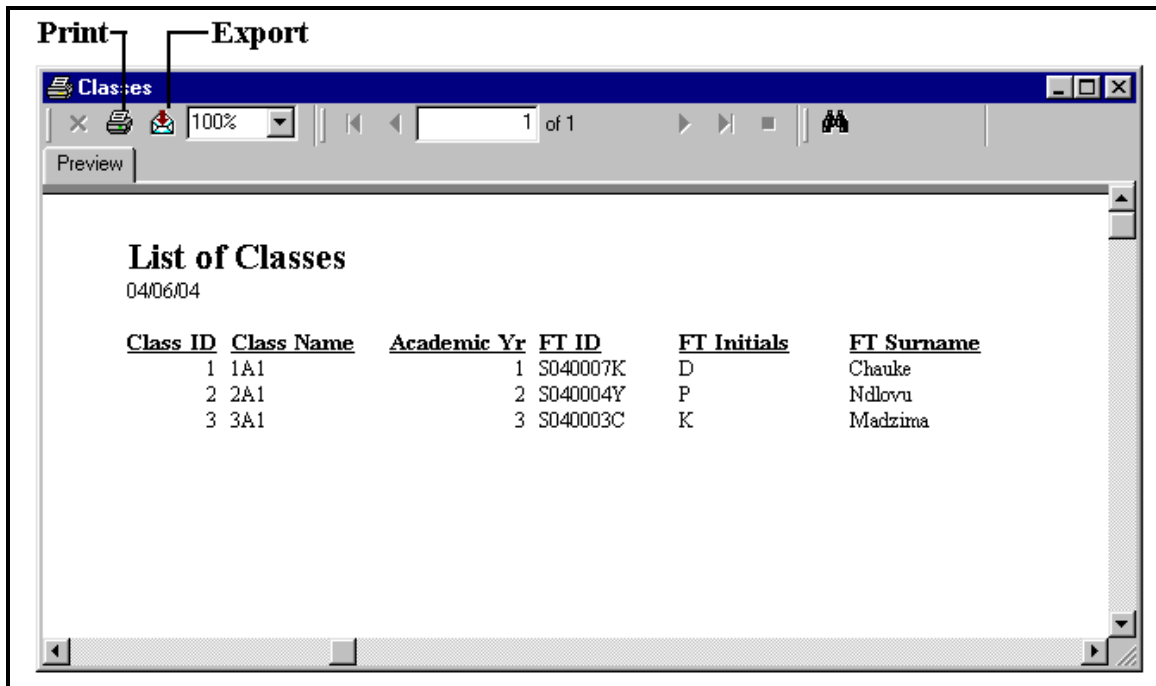 Print Export
Classes
100% 1 of 1
Preview
List of Classes
04/06/04
Class ID Class Name Academic Yr FT ID FT Initials FT Surname
1 1A1 1 S040007K D Chauke
2 2A1 2 S040004Y P Ndlovu
3 3A1 3 S040003C K Madzima